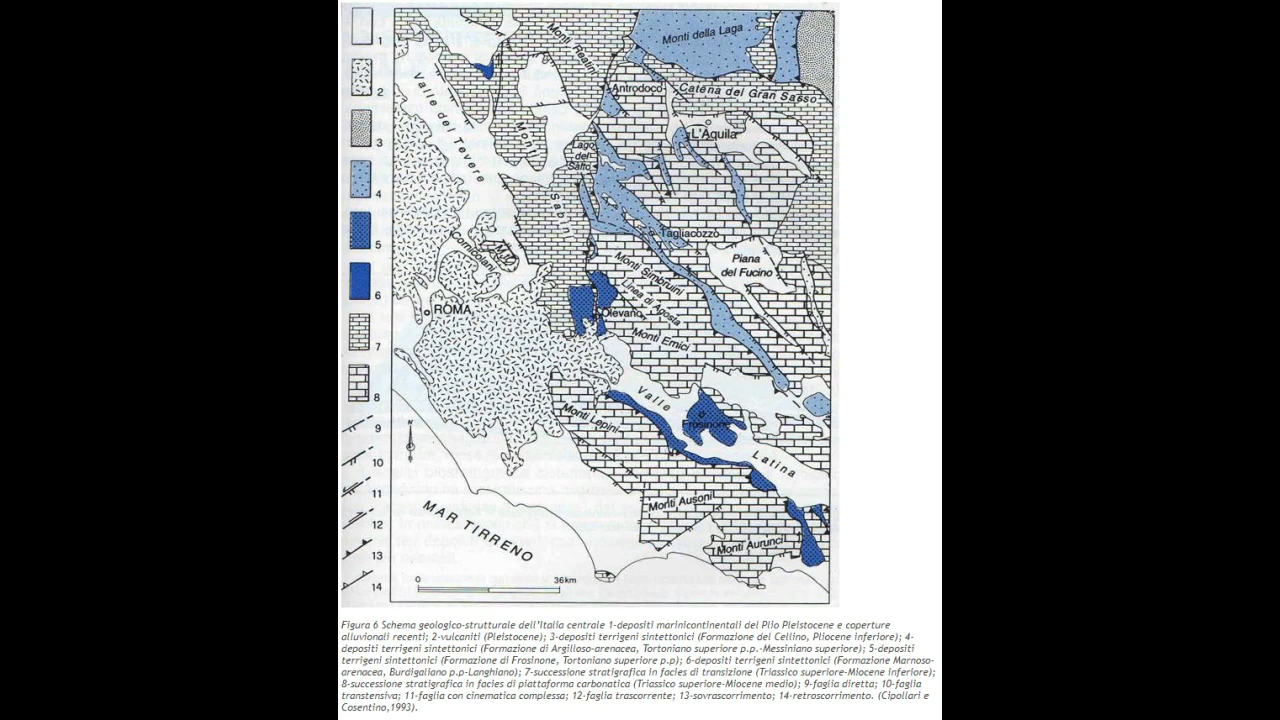 1
2
3
4
5
6
7
8
9
10
11
12
13
14
Monti della Laga
Monti Reatini
Antrodoco
Catena del Gran Sasso
Valle del Tevere
L'Aquila
Monti
Lago
del
Salto
Sabini
Tagliacozzo
Cornicolani
Piana
del Fucino
Monti Simbruini
Linea di Aposta
ROMA
Olevano
Monti Ernici
Valle
Monti Lepini
Frosinone
Latina
N
Monti Ausoni
MAR TIRRENO
Monti Aurunci
0
36km
Figura 6 Schema geologico-strutturale dell'Italia centrale 1-depositi marinicontinentali del Plio Pleistocene e coperture
alluvionali recenti; 2-vulcaniti (Pleistocene); 3-depositi terrigeni sintettonici (Formazione del Cellino, Pliocene inferiore); 4-
depositi terrigeni sintettonici (Formazione di Argilloso-arenacea, Tortoniano superiore p.p.-Messiniano superiore); 5-depositi
terrigeni sintettonici (Formazione di Frosinone, Tortoniano superiore p.p); 6-depositi terrigeni sintettonici (Formazione Marnoso-
arenacea, Burdigaliano p.p-Langhiano); 7-successione stratigrafica in facies di transizione (Triassico superiore-Miocene inferiore);
8-successione stratigrafica in facies di piattaforma carbonatica (Triassico superiore-Miocene medio); 9-faglia diretta; 10-faglia
transtensiva; 11-faglia con cinematica complessa; 12-faglia trascorrente; 13-sovrascorrimento; 14-retroscorrimento. (Cipollari e
Cosentino,1993).